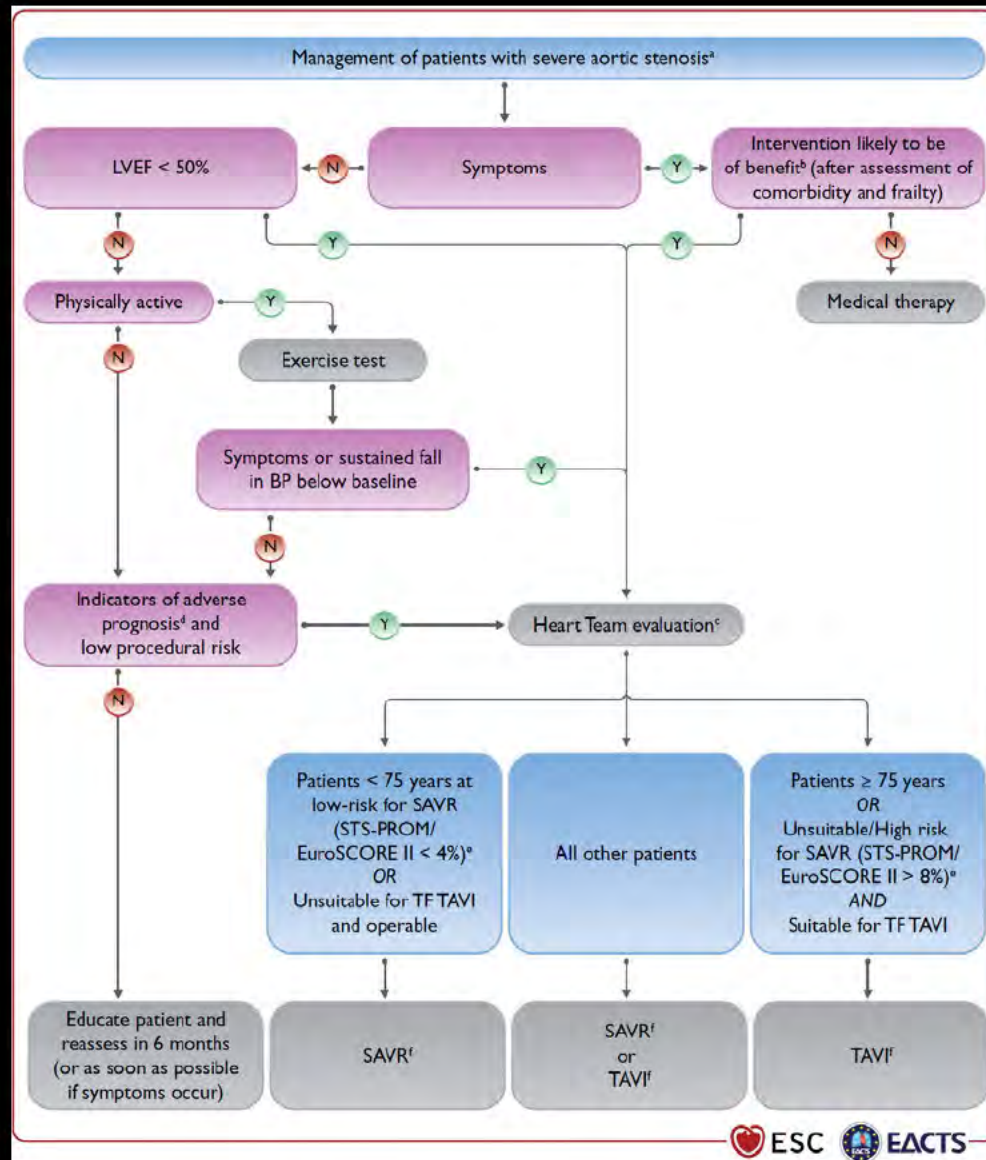 Management of patients with severe aortic stenosisᵃ
LVEF < 50%
N
Symptoms
Y
Intervention likely to be
of benefitᵇ (after assessment of
comorbidity and frailty)
N
Y
Y
N
Physically active
Y
Medical therapy
N
Exercise test
Symptoms or sustained fall
in BP below baseline
Y
N
Indicators of adverse
prognosisᵈ and
low procedural risk
Y
Heart Team evaluationᶜ
N
Patients < 75 years at
low-risk for SAVR
(STS-PROM/
EuroSCORE II < 4%)ᵉ
OR
Unsuitable for TF TAVI
and operable
All other patients
Patients ≥ 75 years
OR
Unsuitable/High risk
for SAVR (STS-PROM/
EuroSCORE II > 8%)ᵉ
AND
Suitable for TF TAVI
Educate patient and
reassess in 6 months
(or as soon as possible
if symptoms occur)
SAVRᶠ
SAVRᶠ
or
TAVIᶠ
TAVIᶠ
ESC
EACTS
EACTS